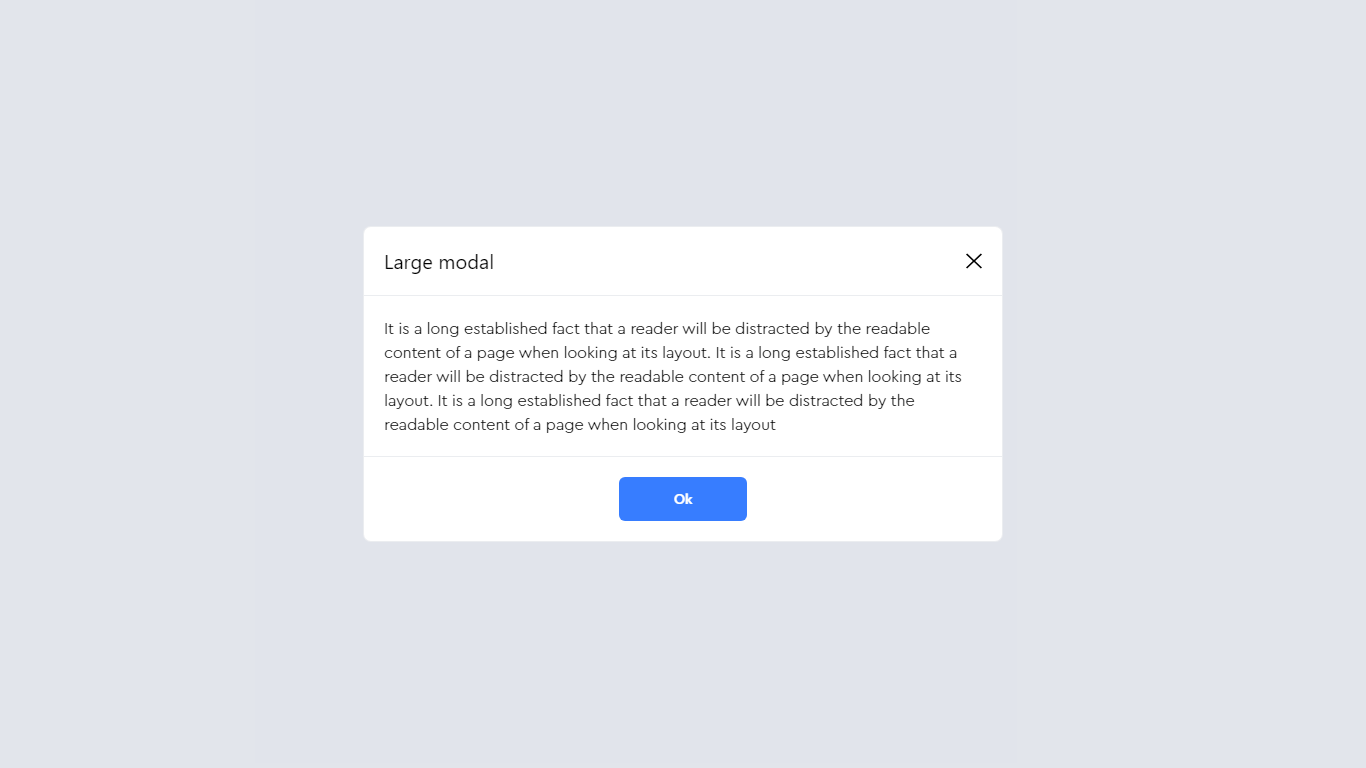 Large modal
It is a long established fact that a reader will be distracted by the readable
content of a page when looking at its layout. It is a long established fact that a
reader will be distracted by the readable content of a page when looking at its
layout. It is a long established fact that a reader will be distracted by the
readable content of a page when looking at its layout
Ok